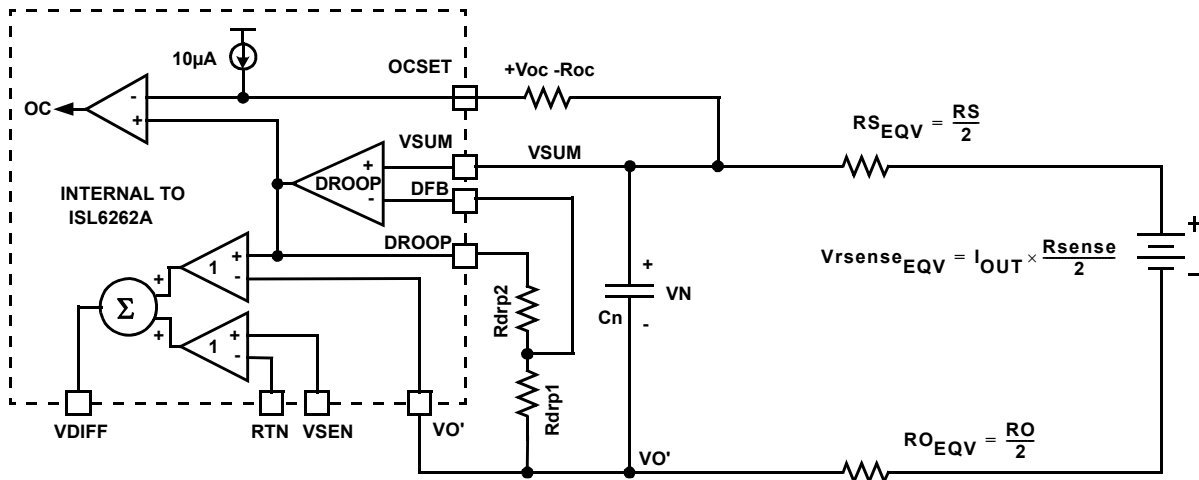 10µA
OCSET
+Voc -Roc
OC
-
+
VSUM
VSUM
DROOP
+
-
DFB
INTERNAL TO
ISL6262A
DROOP
1
+
-
+
Σ
+
1
+
-
VDIFF
RTN
VSEN
VO'
Rdrp2
Rdrp1
+
VN
Cn
-
VO'
RS_EQV = RS/2
+
Vrsense_EQV = I_OUT × Rsense/2
-
RO_EQV = RO/2